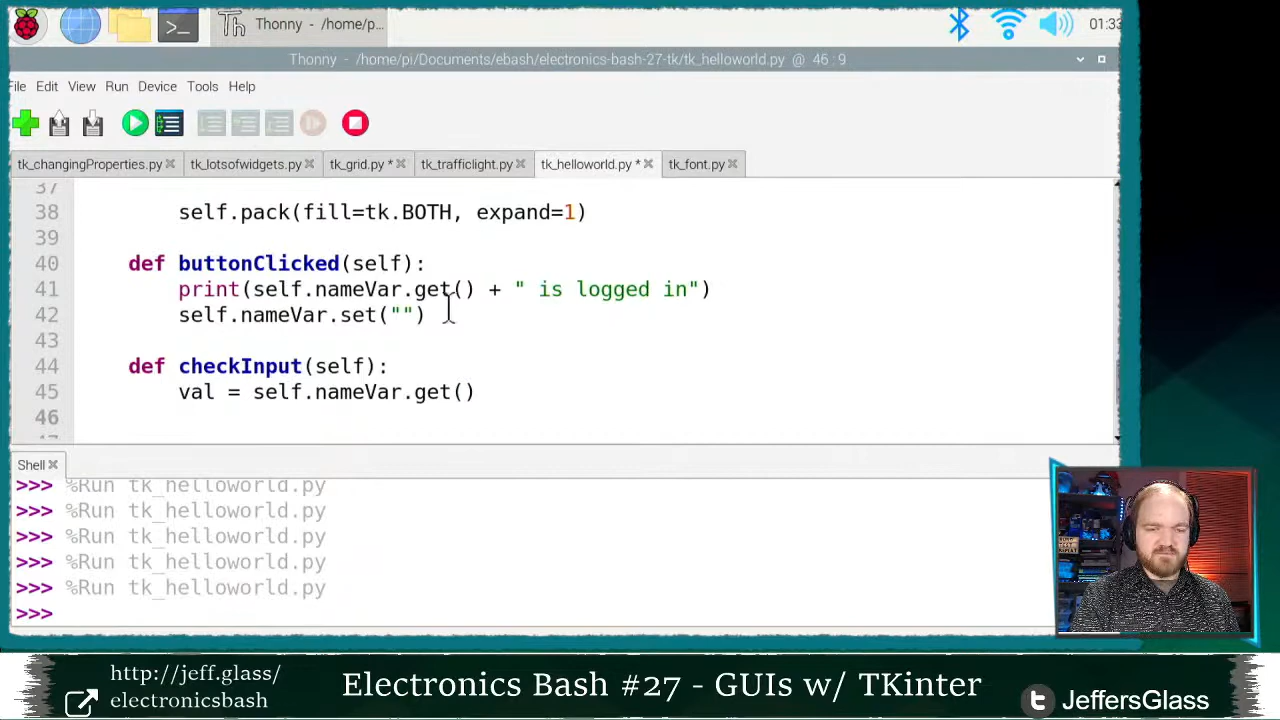 Thonny - /home/p...
01:33
Thonny - /home/pi/Documents/ebash/electronics-bash-27-tk/tk_helloworld.py @ 46 : 9
File Edit View Run Device Tools Help
tk_changingProperties.py tk_lotsofwidgets.py tk_grid.py * tk_trafficlight.py tk_helloworld.py * tk_font.py
37
38 self.pack(fill=tk.BOTH, expand=1)
39
40 def buttonClicked(self):
41 print(self.nameVar.get() + " is logged in")
42 self.nameVar.set("")
43
44 def checkInput(self):
45 val = self.nameVar.get()
46
Shell
>>> %Run tk_helloworld.py
>>> %Run tk_helloworld.py
>>> %Run tk_helloworld.py
>>> %Run tk_helloworld.py
>>> %Run tk_helloworld.py
>>>
http://jeff.glass/
electronicsbash
Electronics Bash #27 - GUIs w/ TKinter
JeffersGlass